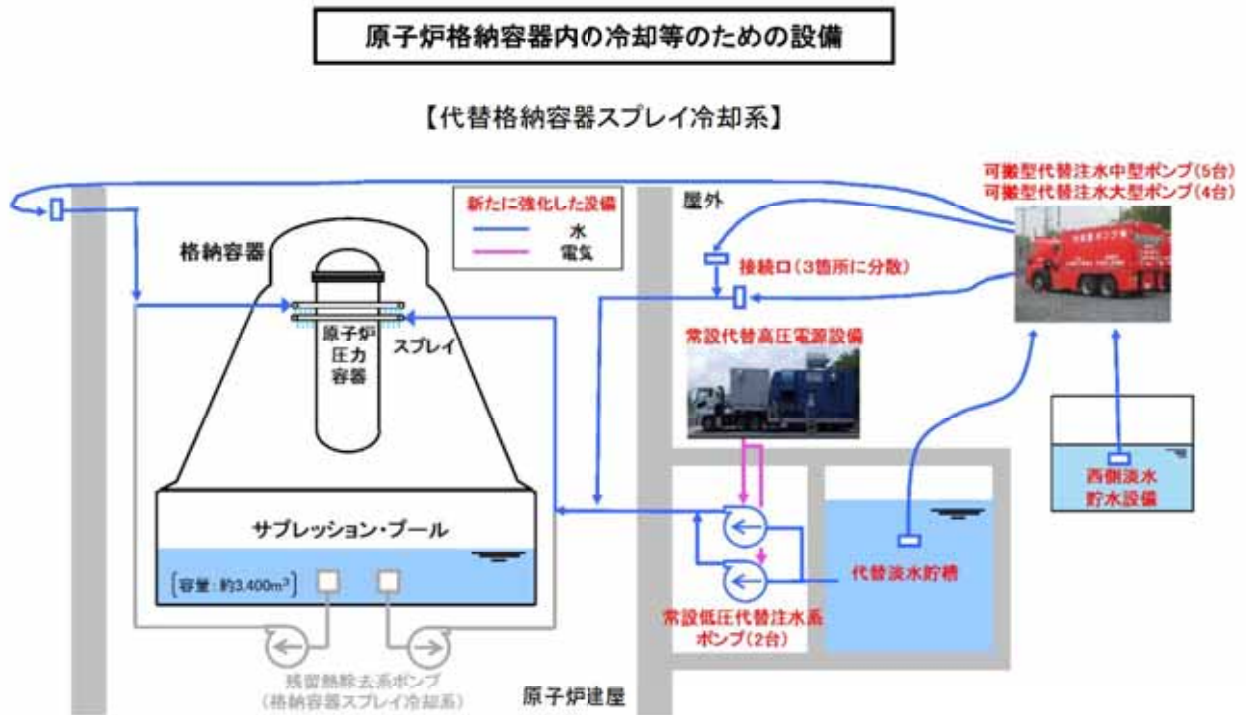 原子炉格納容器内の冷却等のための設備
【代替格納容器スプレイ冷却系】
可搬型代替注水中型ポンプ(5台)
可搬型代替注水大型ポンプ(4台)
新たに強化した設備
水
電気
屋外
格納容器
接続口(3箇所に分散)
原子炉
圧力
容器
スプレイ
常設代替高圧電源設備
西側淡水
貯水設備
サプレッション・プール
[容量:約3,400m³]
代替淡水貯槽
常設低圧代替注水系
ポンプ(2台)
残留熱除去系ポンプ
(格納容器スプレイ冷却系)
原子炉建屋